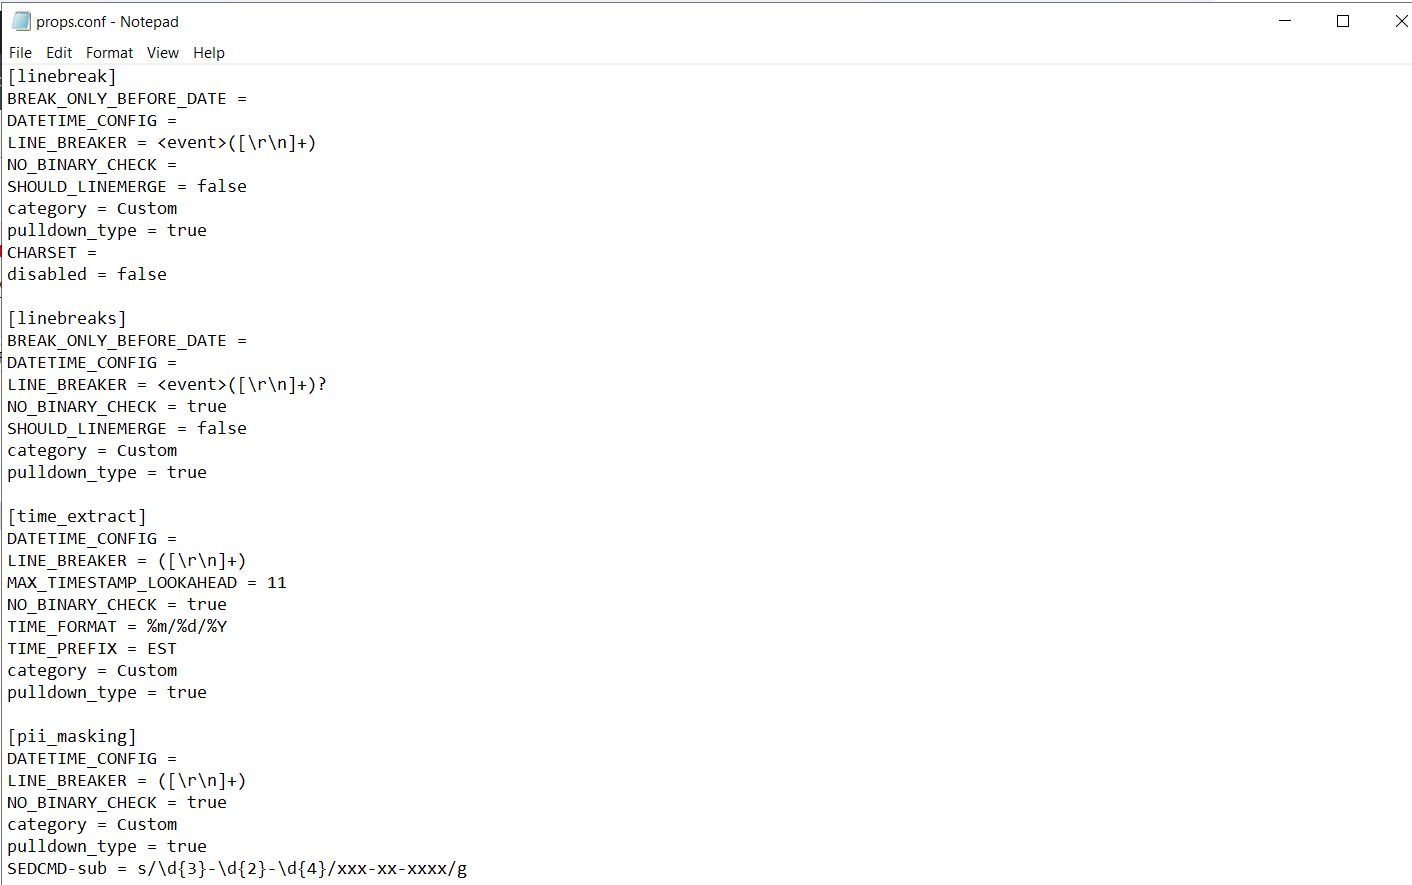 props.conf - Notepad
File Edit Format View Help
[linebreak]
BREAK_ONLY_BEFORE_DATE =
DATETIME_CONFIG =
LINE_BREAKER = <event>([\r\n]+)
NO_BINARY_CHECK =
SHOULD_LINEMERGE = false
category = Custom
pulldown_type = true
CHARSET =
disabled = false

[linebreaks]
BREAK_ONLY_BEFORE_DATE =
DATETIME_CONFIG =
LINE_BREAKER = <event>([\r\n]+)?
NO_BINARY_CHECK = true
SHOULD_LINEMERGE = false
category = Custom
pulldown_type = true

[time_extract]
DATETIME_CONFIG =
LINE_BREAKER = ([\r\n]+)
MAX_TIMESTAMP_LOOKAHEAD = 11
NO_BINARY_CHECK = true
TIME_FORMAT = %m/%d/%Y
TIME_PREFIX = EST
category = Custom
pulldown_type = true

[pii_masking]
DATETIME_CONFIG =
LINE_BREAKER = ([\r\n]+)
NO_BINARY_CHECK = true
category = Custom
pulldown_type = true
SEDCMD-sub = s/\d{3}-\d{2}-\d{4}/xxx-xx-xxxx/g